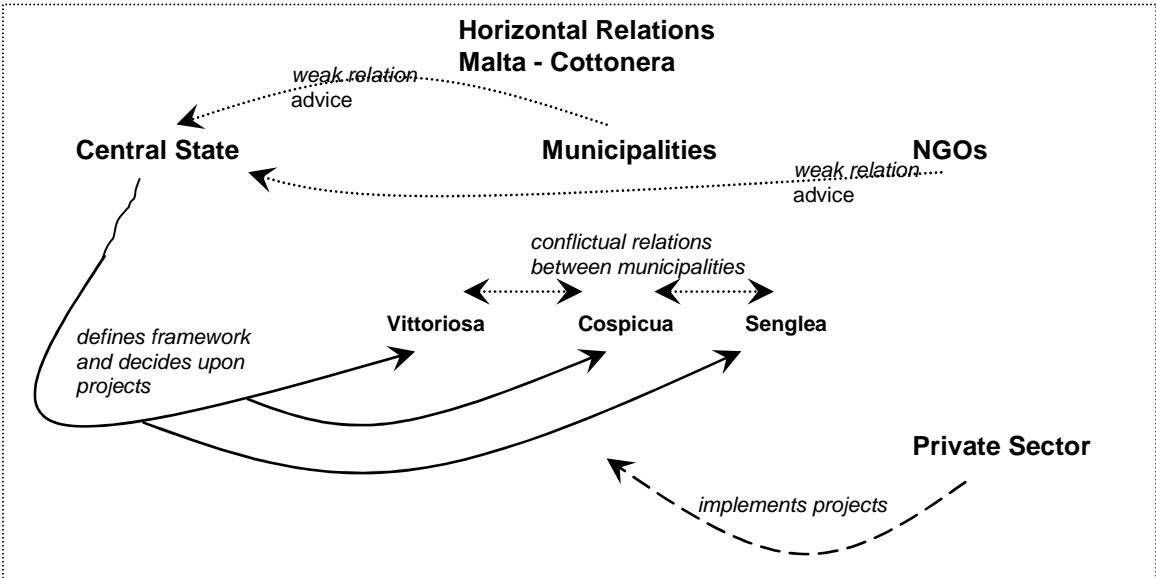 Horizontal Relations
Malta - Cottonera
weak relation
advice
Central State
Municipalities
NGOs
weak relation
advice
conflictual relations
between municipalities
Vittoriosa
Cospicua
Senglea
defines framework
and decides upon
projects
Private Sector
implements projects